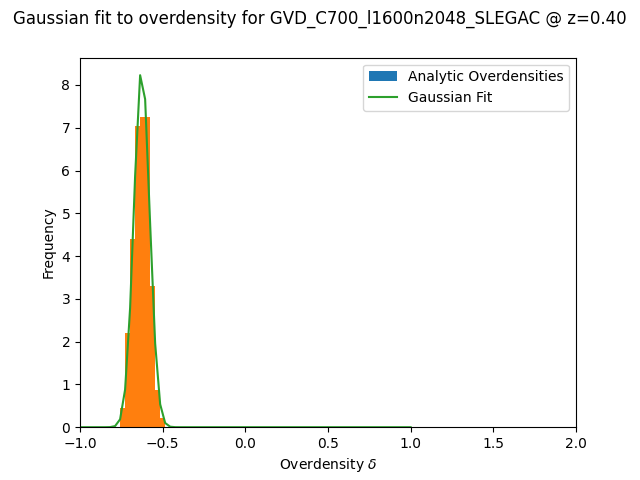 Gaussian fit to overdensity for GVD_C700_l1600n2048_SLEGAC @ z=0.40
Analytic Overdensities
Gaussian Fit
Frequency
8
7
6
5
4
3
2
1
0
−1.0 −0.5 0.0 0.5 1.0 1.5 2.0
Overdensity δ